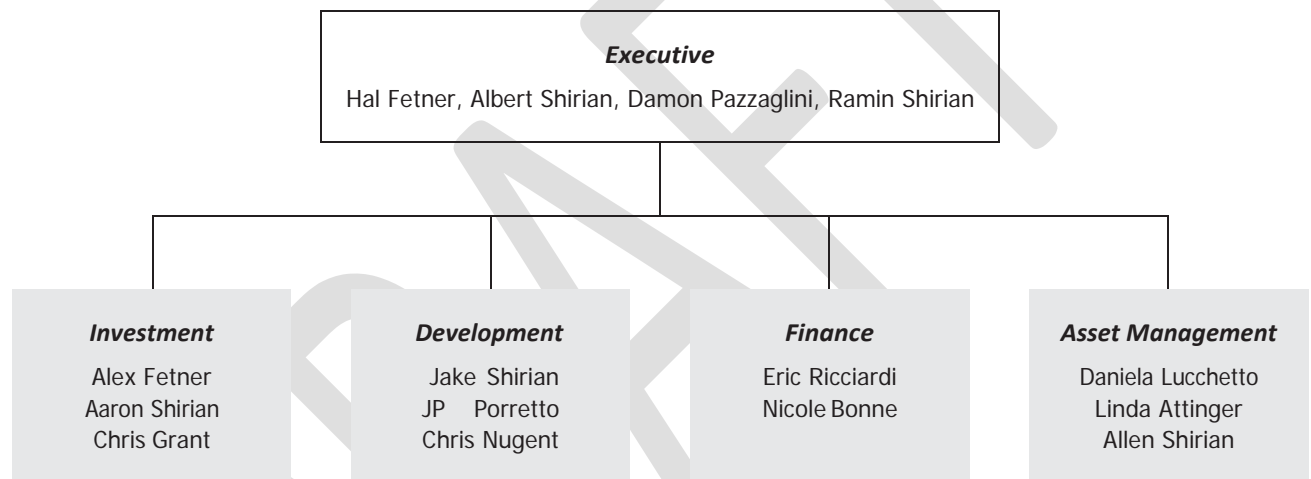 Executive
Hal Fetner, Albert Shirian, Damon Pazzaglini, Ramin Shirian
Investment
Alex Fetner
Aaron Shirian
Chris Grant
Development
Jake Shirian
JP Porretto
Chris Nugent
Finance
Eric Ricciardi
Nicole Bonne
Asset Management
Daniela Lucchetto
Linda Attinger
Allen Shirian